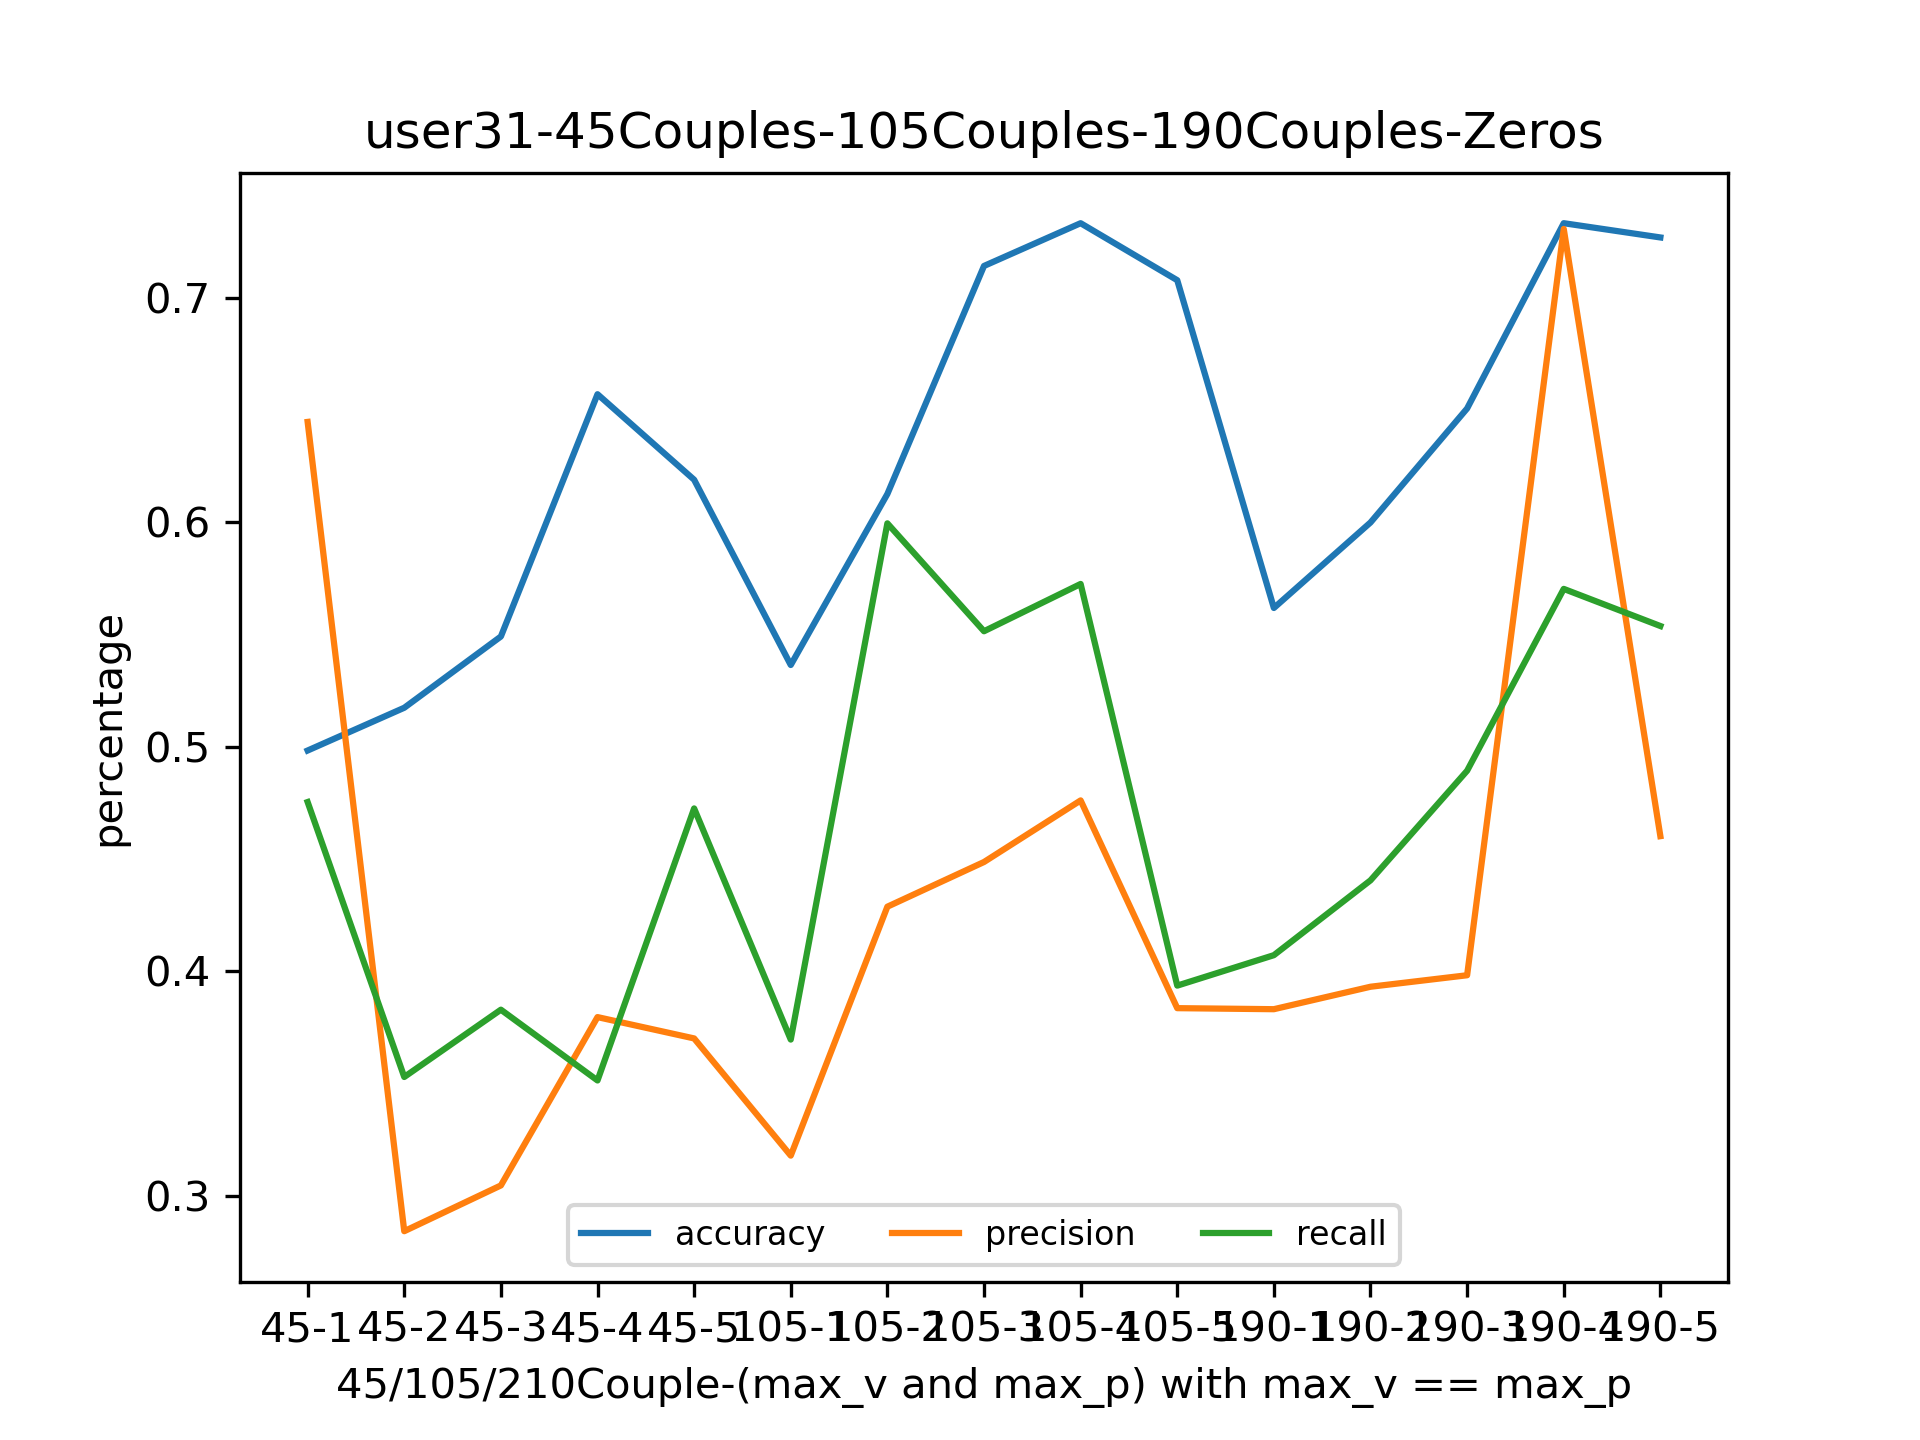 user31-45Couples-105Couples-190Couples-Zeros
percentage
0.7
0.6
0.5
0.4
0.3
accuracy precision recall
45-1 45-2 45-3 45-4 45-5 105-1 105-2 105-3 105-4 105-5 190-1 190-2 190-3 190-4 190-5
45/105/210Couple-(max_v and max_p) with max_v == max_p